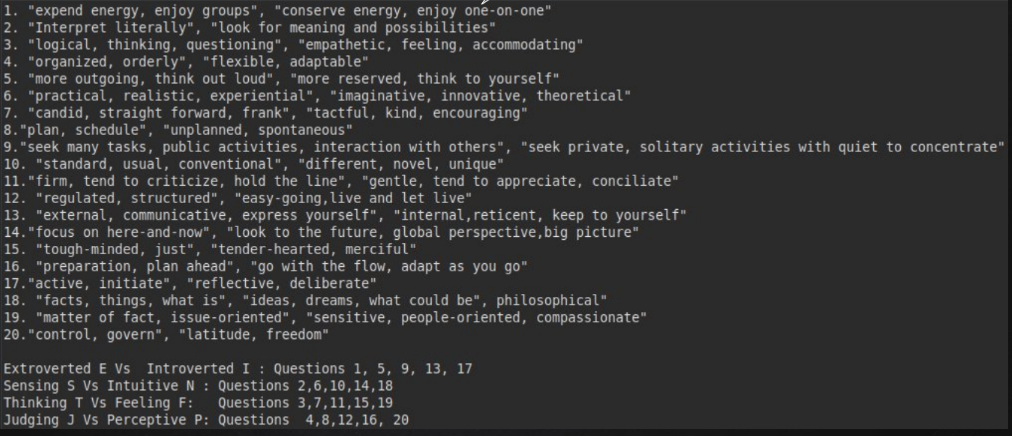 1. "expend energy, enjoy groups", "conserve energy, enjoy one-on-one"
2. "Interpret literally", "look for meaning and possibilities"
3. "logical, thinking, questioning", "empathetic, feeling, accommodating"
4. "organized, orderly", "flexible, adaptable"
5. "more outgoing, think out loud", "more reserved, think to yourself"
6. "practical, realistic, experiential", "imaginative, innovative, theoretical"
7. "candid, straight forward, frank", "tactful, kind, encouraging"
8."plan, schedule", "unplanned, spontaneous"
9."seek many tasks, public activities, interaction with others", "seek private, solitary activities with quiet to concentrate"
10. "standard, usual, conventional", "different, novel, unique"
11."firm, tend to criticize, hold the line", "gentle, tend to appreciate, conciliate"
12. "regulated, structured", "easy-going,live and let live"
13. "external, communicative, express yourself", "internal,reticent, keep to yourself"
14."focus on here-and-now", "look to the future, global perspective,big picture"
15. "tough-minded, just", "tender-hearted, merciful"
16. "preparation, plan ahead", "go with the flow, adapt as you go"
17."active, initiate", "reflective, deliberate"
18. "facts, things, what is", "ideas, dreams, what could be", philosophical"
19. "matter of fact, issue-oriented", "sensitive, people-oriented, compassionate"
20."control, govern", "latitude, freedom"
Extroverted E Vs  Introverted I : Questions 1, 5, 9, 13, 17
Sensing S Vs Intuitive N : Questions 2,6,10,14,18
Thinking T Vs Feeling F:   Questions 3,7,11,15,19
Judging J Vs Perceptive P: Questions  4,8,12,16, 20